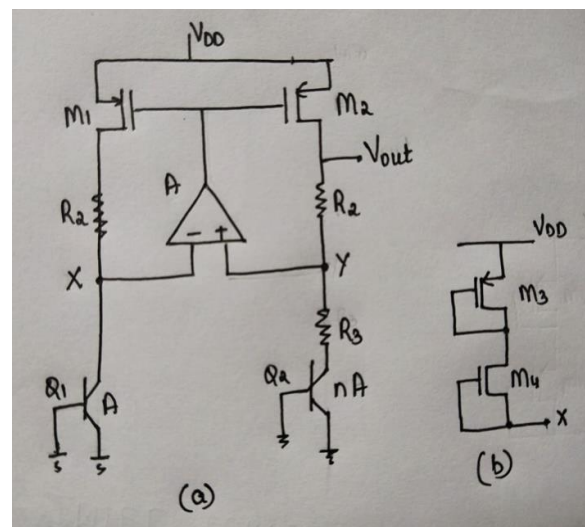 VDD
M1
M2
Vout
A
R2
R2
- +
X
Y
R3
Q1
A
Q2
nA
(a)
VDD
M3
M4
X
(b)